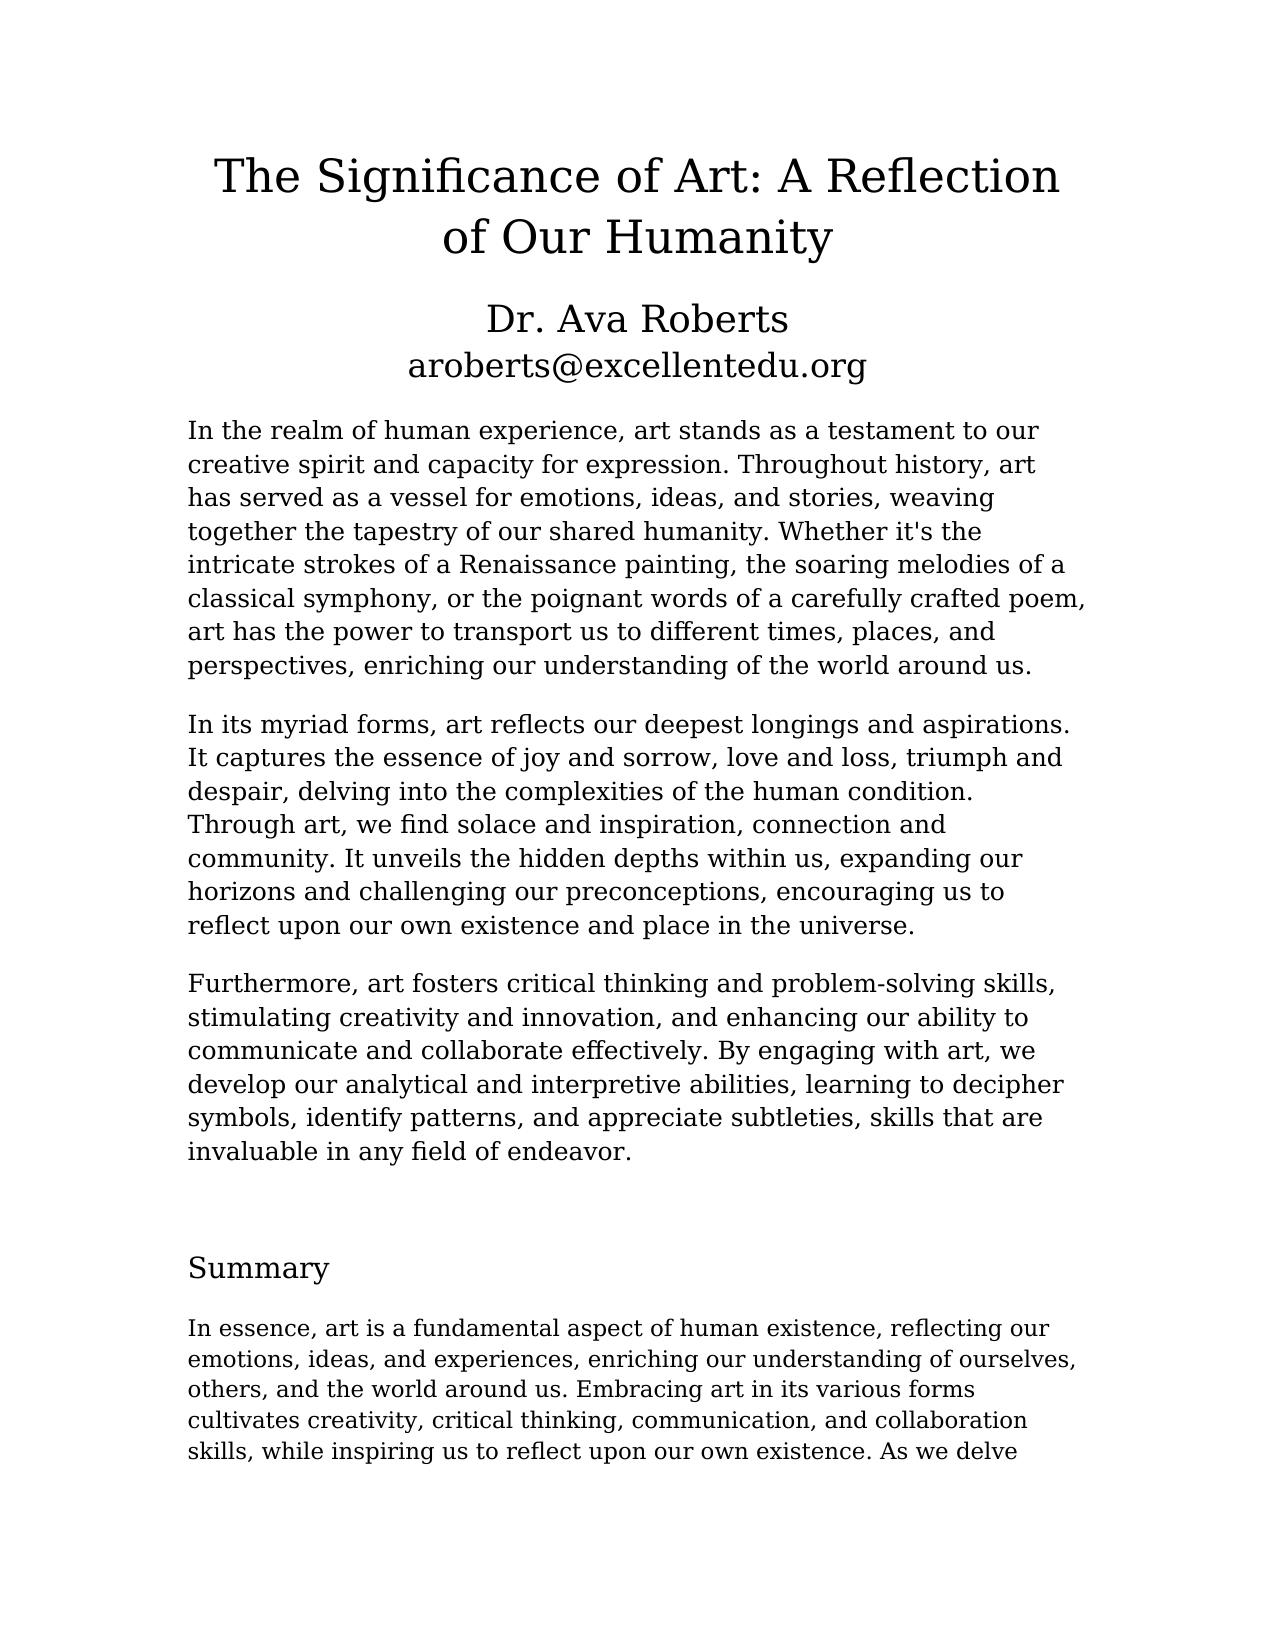 The Significance of Art: A Reflection
of Our Humanity
Dr. Ava Roberts
aroberts@excellentedu.org
In the realm of human experience, art stands as a testament to our
creative spirit and capacity for expression. Throughout history, art
has served as a vessel for emotions, ideas, and stories, weaving
together the tapestry of our shared humanity. Whether it's the
intricate strokes of a Renaissance painting, the soaring melodies of a
classical symphony, or the poignant words of a carefully crafted poem,
art has the power to transport us to different times, places, and
perspectives, enriching our understanding of the world around us.
In its myriad forms, art reflects our deepest longings and aspirations.
It captures the essence of joy and sorrow, love and loss, triumph and
despair, delving into the complexities of the human condition.
Through art, we find solace and inspiration, connection and
community. It unveils the hidden depths within us, expanding our
horizons and challenging our preconceptions, encouraging us to
reflect upon our own existence and place in the universe.
Furthermore, art fosters critical thinking and problem-solving skills,
stimulating creativity and innovation, and enhancing our ability to
communicate and collaborate effectively. By engaging with art, we
develop our analytical and interpretive abilities, learning to decipher
symbols, identify patterns, and appreciate subtleties, skills that are
invaluable in any field of endeavor.
Summary
In essence, art is a fundamental aspect of human existence, reflecting our
emotions, ideas, and experiences, enriching our understanding of ourselves,
others, and the world around us. Embracing art in its various forms
cultivates creativity, critical thinking, communication, and collaboration
skills, while inspiring us to reflect upon our own existence. As we delve